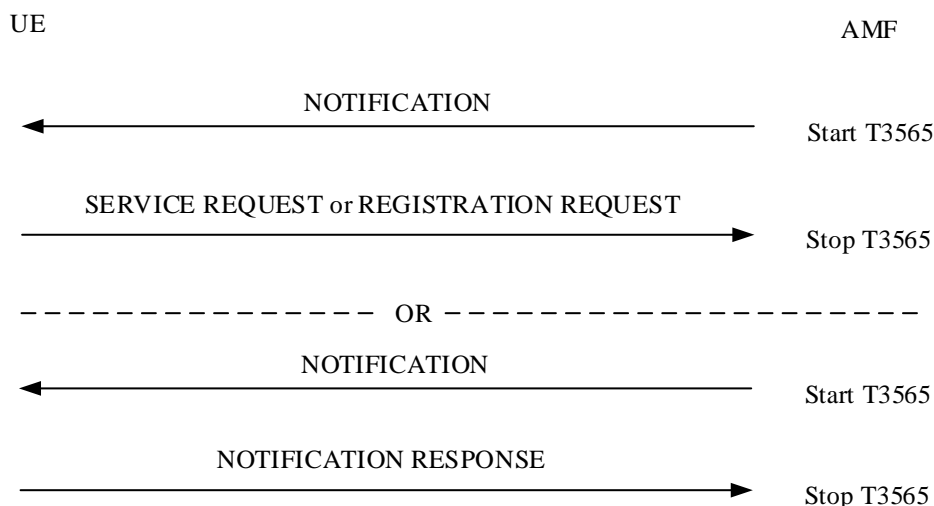 UE
AMF
NOTIFICATION
Start T3565
SERVICE REQUEST or REGISTRATION REQUEST
Stop T3565
OR
NOTIFICATION
Start T3565
NOTIFICATION RESPONSE
Stop T3565